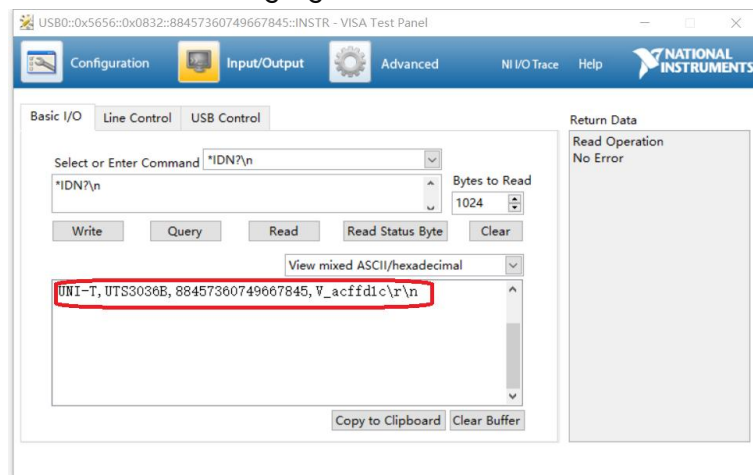 USB0::0x5656::0x0832::88457360749667845::INSTR - VISA Test Panel
Configuration Input/Output Advanced NI I/O Trace Help NATIONAL INSTRUMENTS
Basic I/O Line Control USB Control
Return Data
Read Operation
No Error
Select or Enter Command *IDN?\n
*IDN?\n
Bytes to Read
1024
Write Query Read Read Status Byte Clear
View mixed ASCII/hexadecimal
UNI-T,UTS3036B,88457360749667845,V_acffd1c\r\n
Copy to Clipboard Clear Buffer